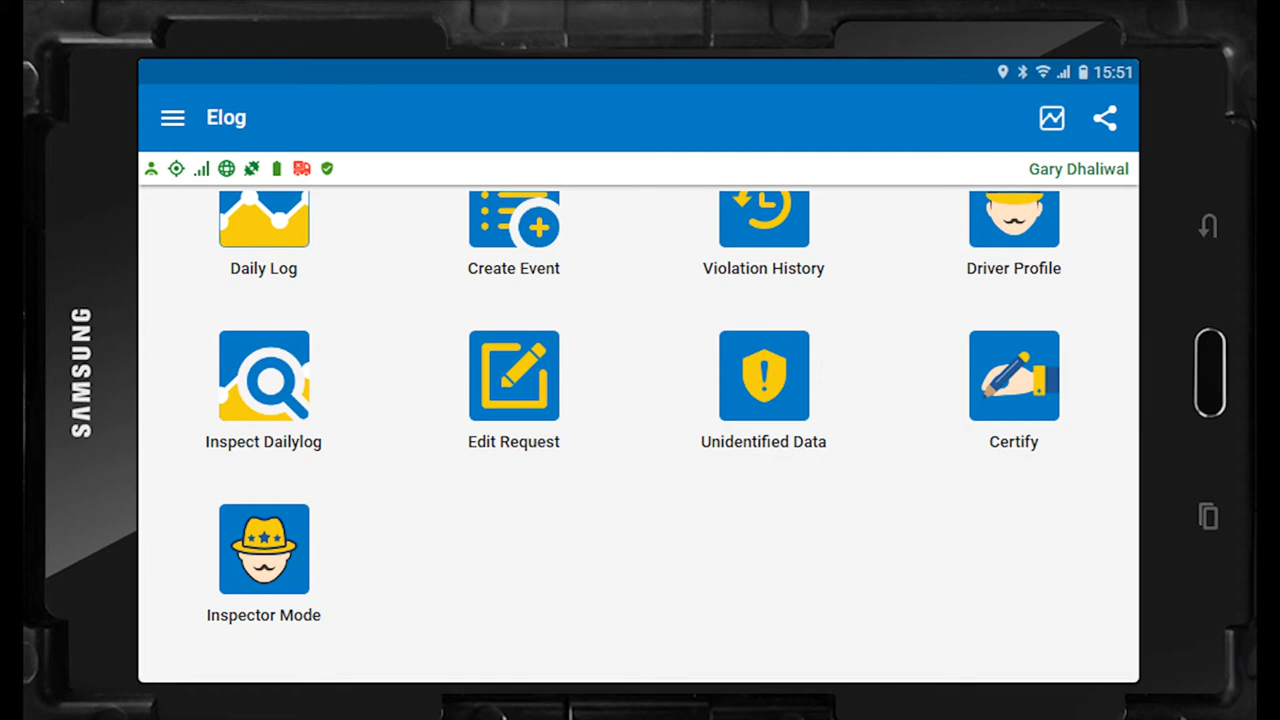 15:51
Elog
Gary Dhaliwal
Daily Log
Create Event
Violation History
Driver Profile
SAMSUNG
Inspect Dailylog
Edit Request
Unidentified Data
Certify
Inspector Mode